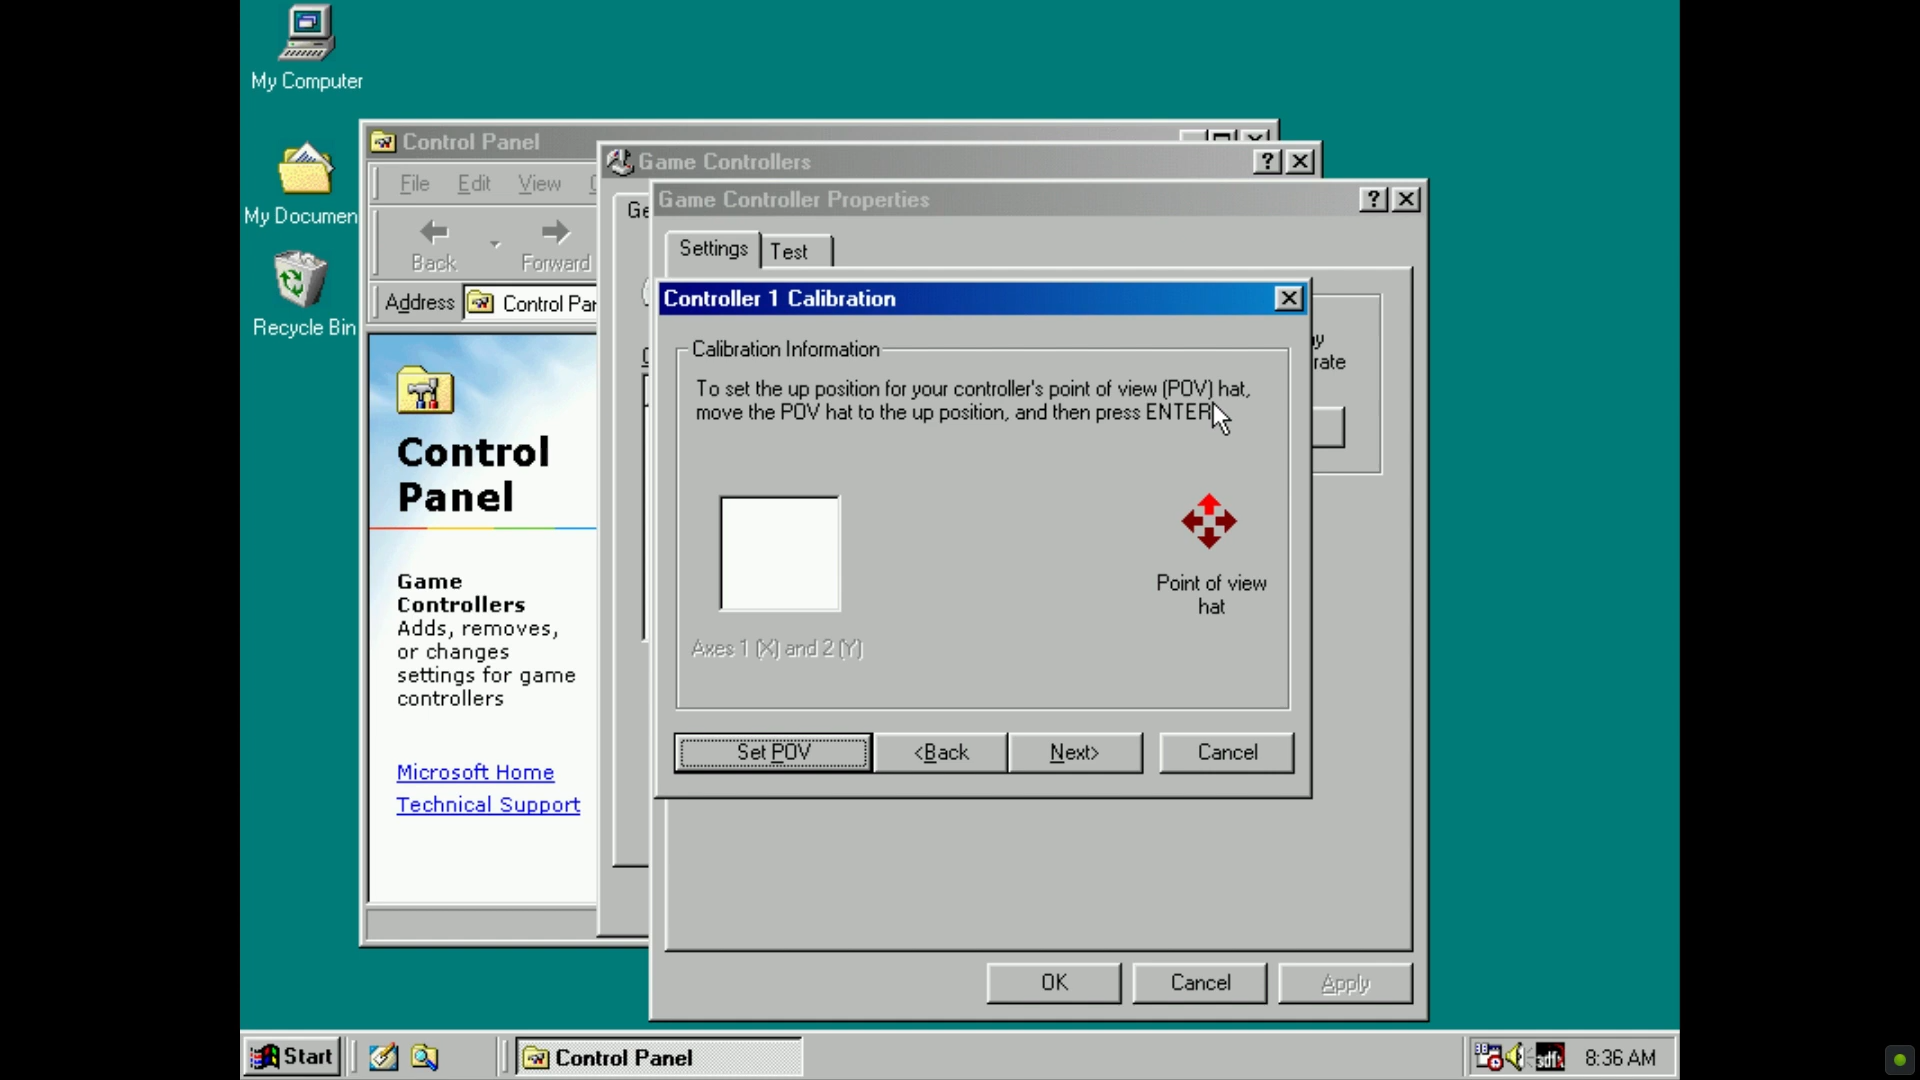 My Computer
My Documen
Recycle Bin
Control Panel
File Edit View
Back Forward
Address Control Par
Control
Panel
Game
Controllers
Adds, removes,
or changes
settings for game
controllers
Microsoft Home
Technical Support
Game Controllers
Ge
Game Controller Properties
Settings Test
rate
Controller 1 Calibration
Calibration Information
To set the up position for your controller's point of view (POV) hat,
move the POV hat to the up position, and then press ENTER
Point of view
hat
Axes 1 (X) and 2 (Y)
Set POV <Back Next> Cancel
OK Cancel Apply
Start Control Panel 8:36 AM